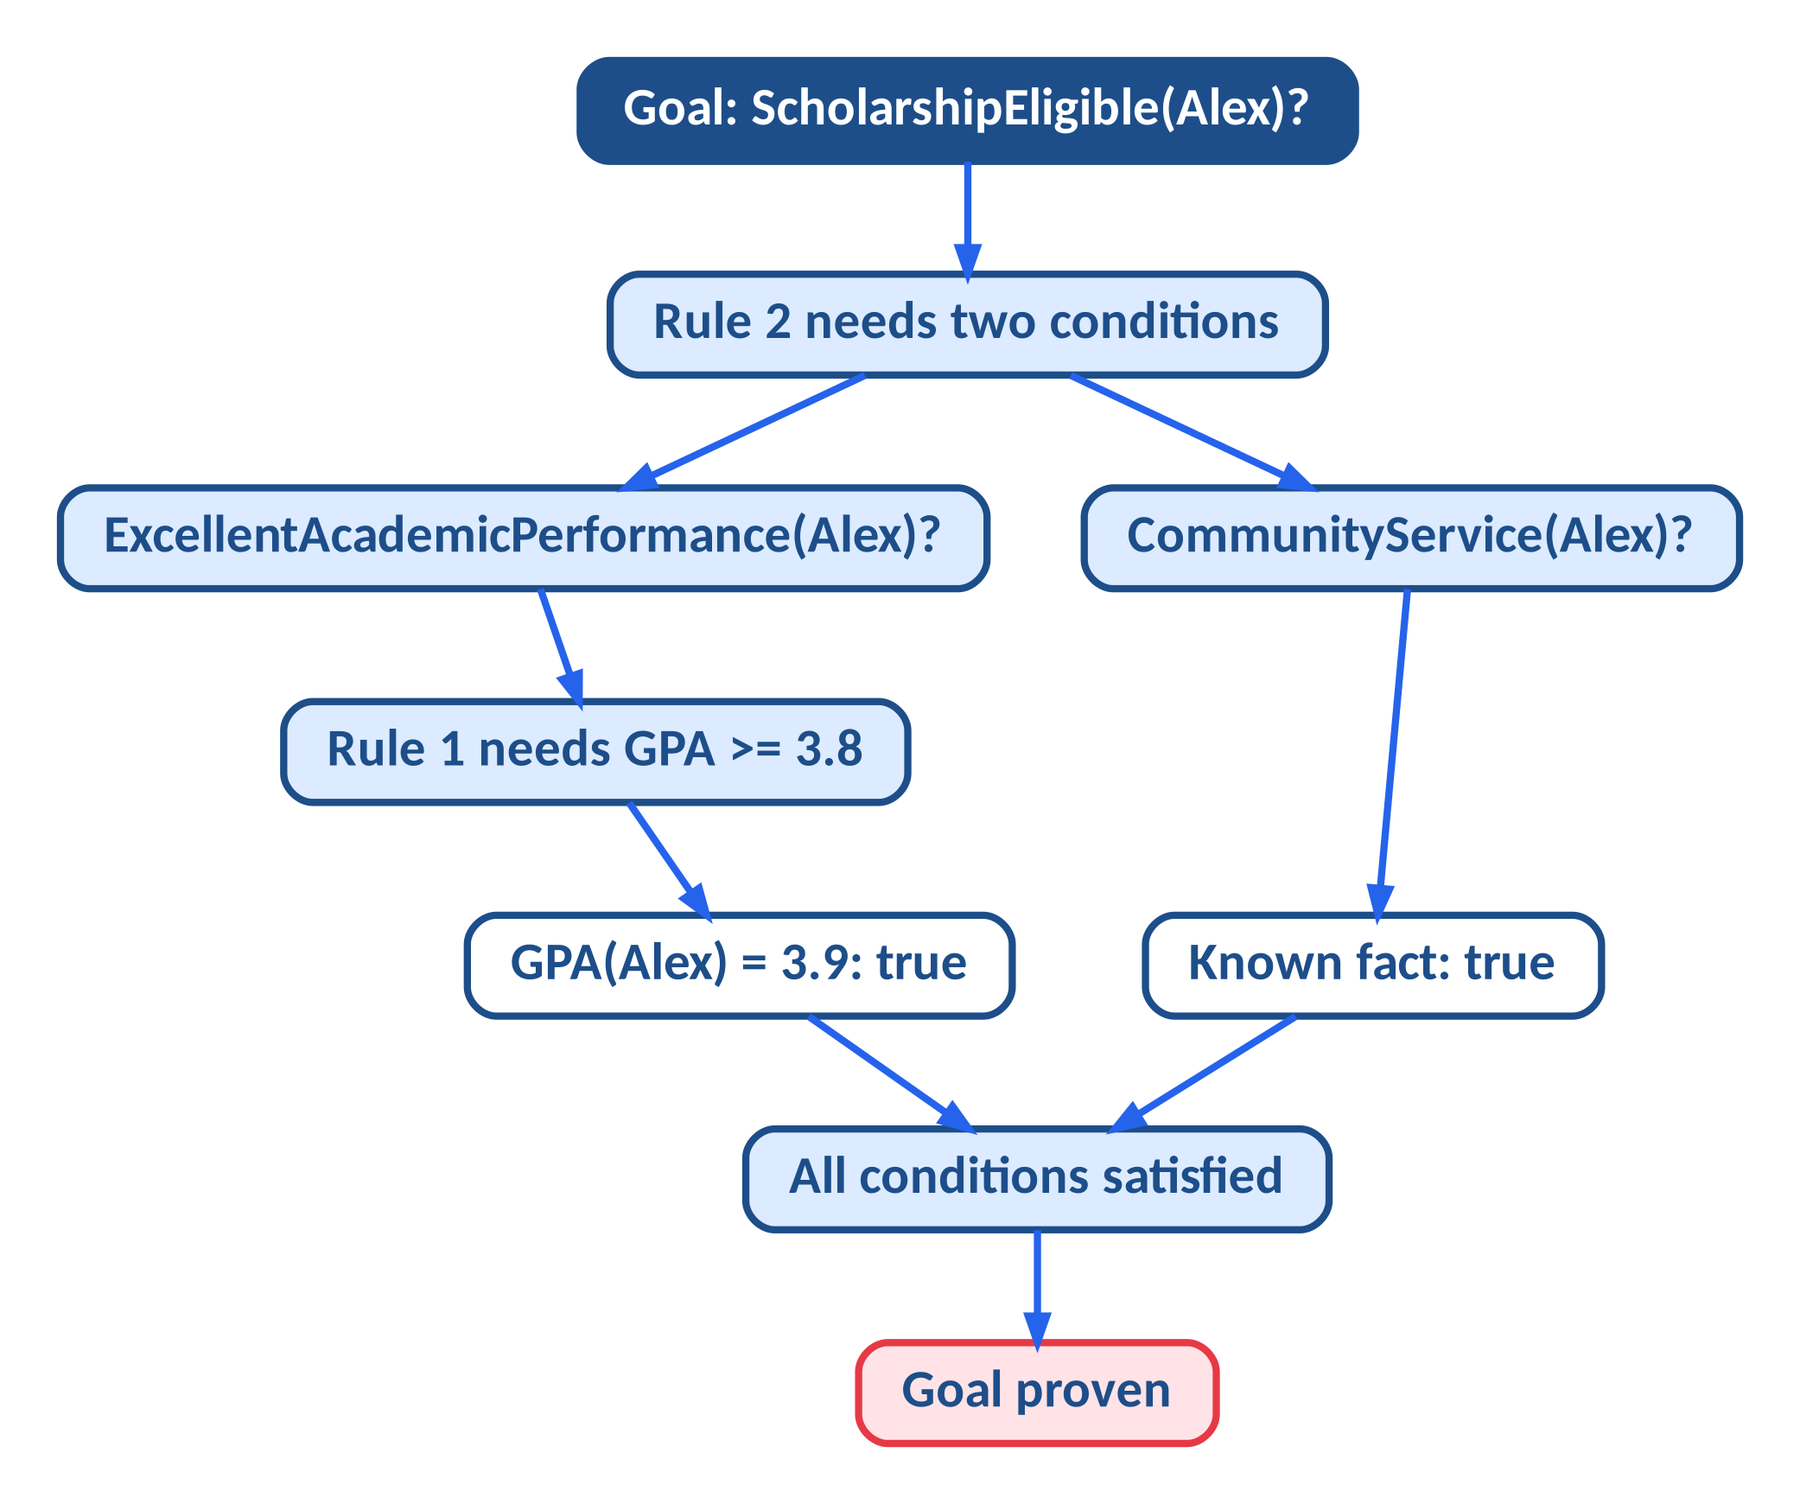 Goal: ScholarshipEligible(Alex)?
Rule 2 needs two conditions
ExcellentAcademicPerformance(Alex)?
CommunityService(Alex)?
Rule 1 needs GPA >= 3.8
GPA(Alex) = 3.9: true
Known fact: true
All conditions satisfied
Goal proven